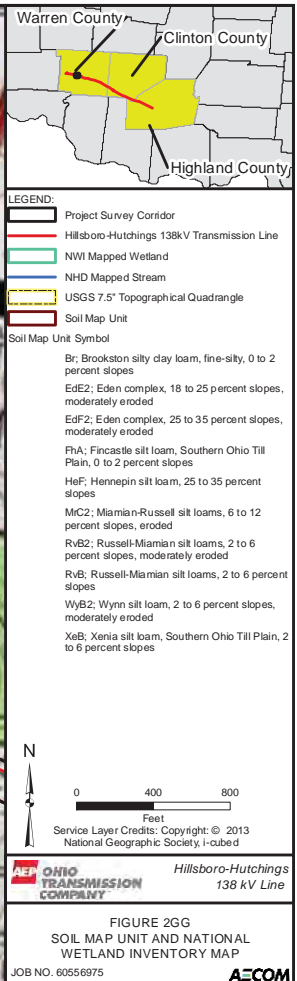 Warren County
Clinton County
Highland County
LEGEND:
Project Survey Corridor
Hillsboro-Hutchings 138kV Transmission Line
NWI Mapped Wetland
NHD Mapped Stream
USGS 7.5" Topographical Quadrangle
Soil Map Unit
Soil Map Unit Symbol
Br; Brookston silty clay loam, fine-silty, 0 to 2
percent slopes
EdE2; Eden complex, 18 to 25 percent slopes,
moderately eroded
EdF2; Eden complex, 25 to 35 percent slopes,
moderately eroded
FhA; Fincastle silt loam, Southern Ohio Till
Plain, 0 to 2 percent slopes
HeF; Hennepin silt loam, 25 to 35 percent
slopes
MrC2; Miamian-Russell silt loams, 6 to 12
percent slopes, eroded
RvB2; Russell-Miamian silt loams, 2 to 6
percent slopes, moderately eroded
RvB; Russell-Miamian silt loams, 2 to 6 percent
slopes
WyB2; Wynn silt loam, 2 to 6 percent slopes,
moderately eroded
XeB; Xenia silt loam, Southern Ohio Till Plain, 2
to 6 percent slopes
N
0 400 800
Feet
Service Layer Credits: Copyright: © 2013
National Geographic Society, i-cubed
AEP OHIO
TRANSMISSION
COMPANY
Hillsboro-Hutchings
138 kV Line
FIGURE 2GG
SOIL MAP UNIT AND NATIONAL
WETLAND INVENTORY MAP
JOB NO. 60556975
AECOM